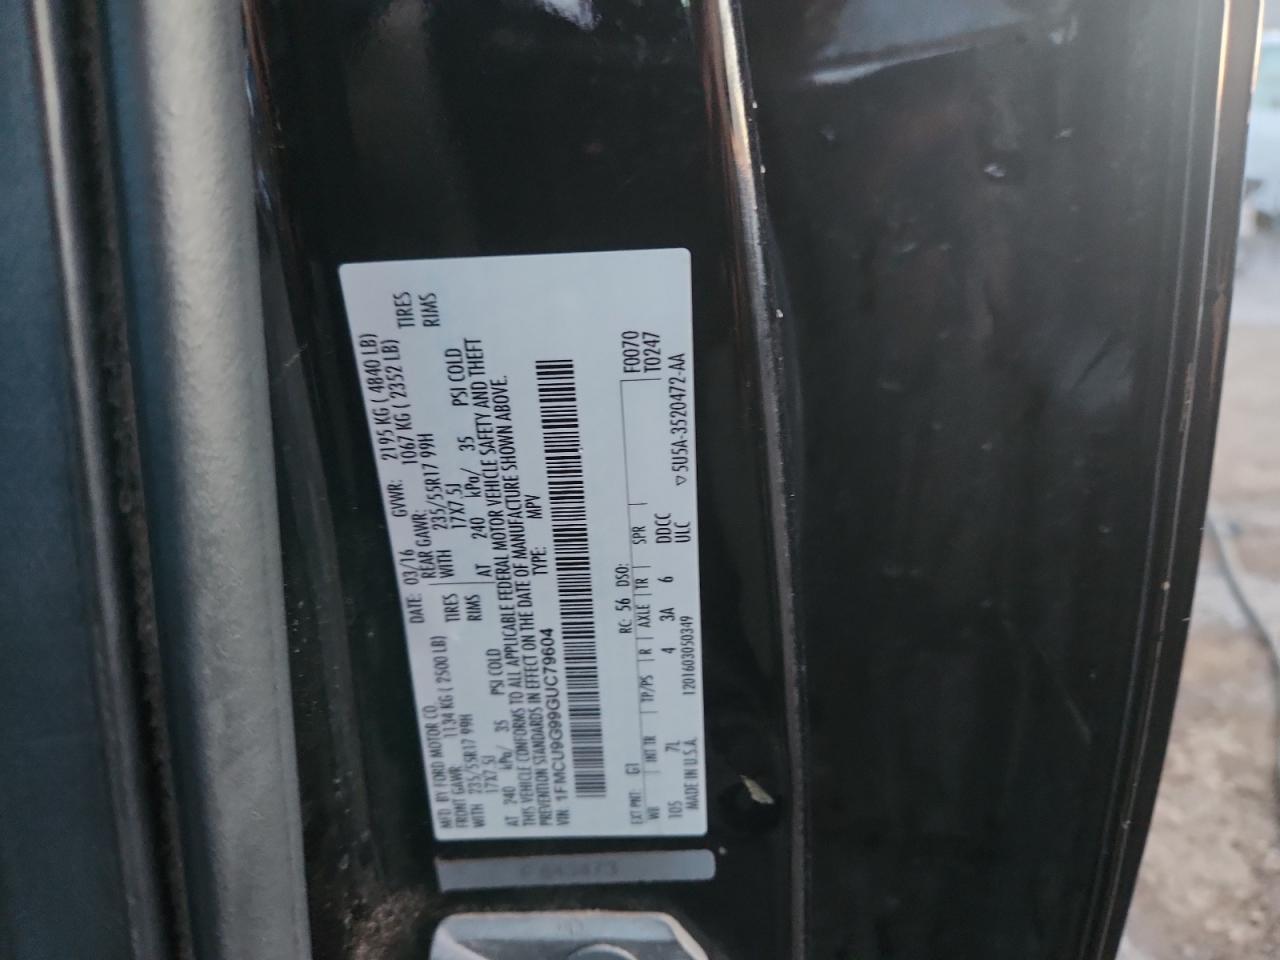 MFD. BY FORD MOTOR CO. DATE: 03/16 GVWR: 2195 KG ( 4840 LB)
FRONT GAWR: 1134 KG ( 2500 LB) REAR GAWR: 1067 KG ( 2352 LB)
WITH 235/55R17 99H TIRES WITH 235/55R17 99H TIRES
17X7.5J RIMS 17X7.5J RIMS
AT 240 kPa/ 35 PSI COLD AT 240 kPa/ 35 PSI COLD
THIS VEHICLE CONFORMS TO ALL APPLICABLE FEDERAL MOTOR VEHICLE SAFETY AND THEFT
PREVENTION STANDARDS IN EFFECT ON THE DATE OF MANUFACTURE SHOWN ABOVE.
VIN: 1FMCU9G99GUC79604 TYPE: MPV
EXT PNT: G1 RC: 56 DSO: F0070
WB INT TR TP/PS R AXLE TR SPR T0247
105 7L 4 3A 6 DDCC
ULC
MADE IN U.S.A. 1201603050349 ▽5U5A-3520472-AA